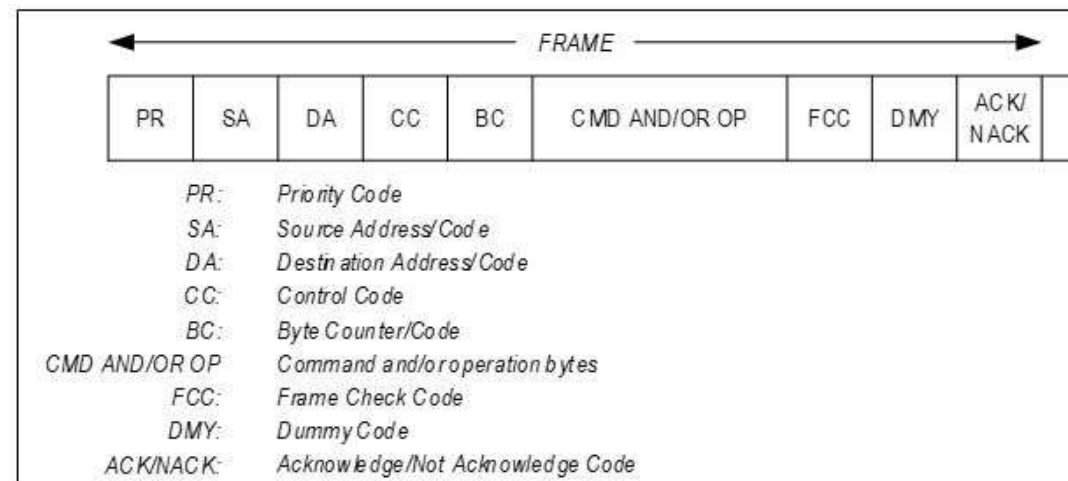 FRAME
PR SA DA CC BC CMD AND/OR OP FCC DMY ACK/
NACK
PR: Priority Code
SA: Source Address/Code
DA: Destination Address/Code
CC: Control Code
BC: Byte Counter/Code
CMD AND/OR OP Command and/or operation bytes
FCC: Frame Check Code
DMY: Dummy Code
ACK/NACK: Acknowledge/Not Acknowledge Code